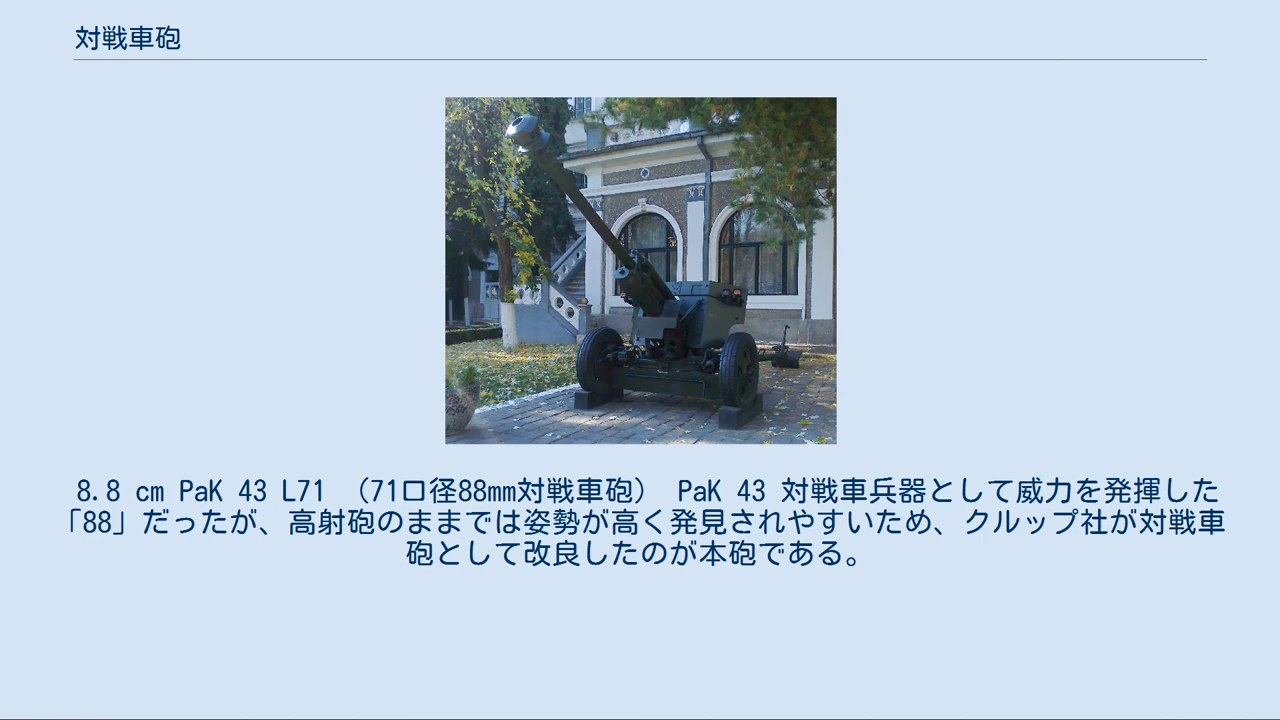 対戦車砲
8.8 cm PaK 43 L71 （71口径88mm対戦車砲） PaK 43 対戦車兵器として威力を発揮した
「88」だったが、高射砲のままでは姿勢が高く発見されやすいため、クルップ社が対戦車
砲として改良したのが本砲である。